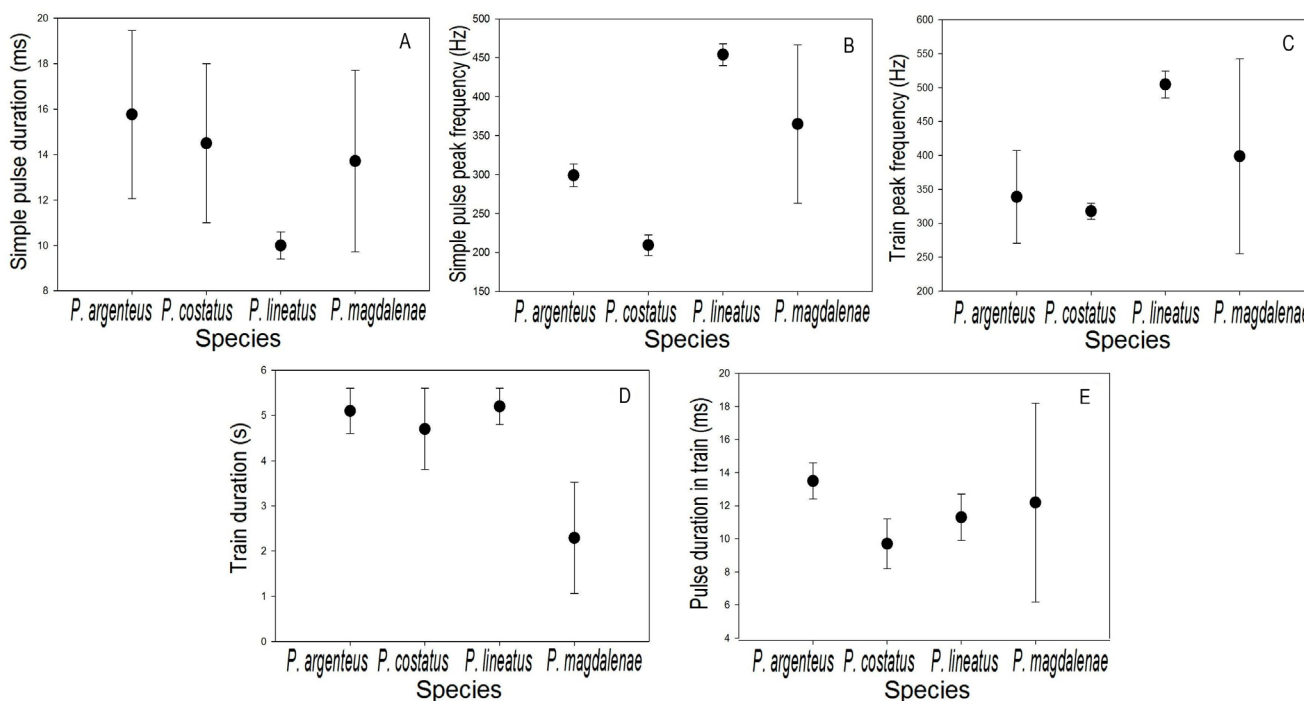 A
Simple pulse duration (ms)
20
18
16
14
12
10
8
P. argenteus P. costatus P. lineatus P. magdalenae
Species
B
Simple pulse peak frequency (Hz)
500
450
400
350
300
250
200
150
100
P. argenteus P. costatus P. lineatus P. magdalenae
Species
C
Train peak frequency (Hz)
600
550
500
450
400
350
300
250
200
P. argenteus P. costatus P. lineatus P. magdalenae
Species
D
Train duration (s)
6
5
4
3
2
1
0
P. argenteus P. costatus P. lineatus P. magdalenae
Species
E
Pulse duration in train (ms)
20
18
16
14
12
10
8
6
4
P. argenteus P. costatus P. lineatus P. magdalenae
Species